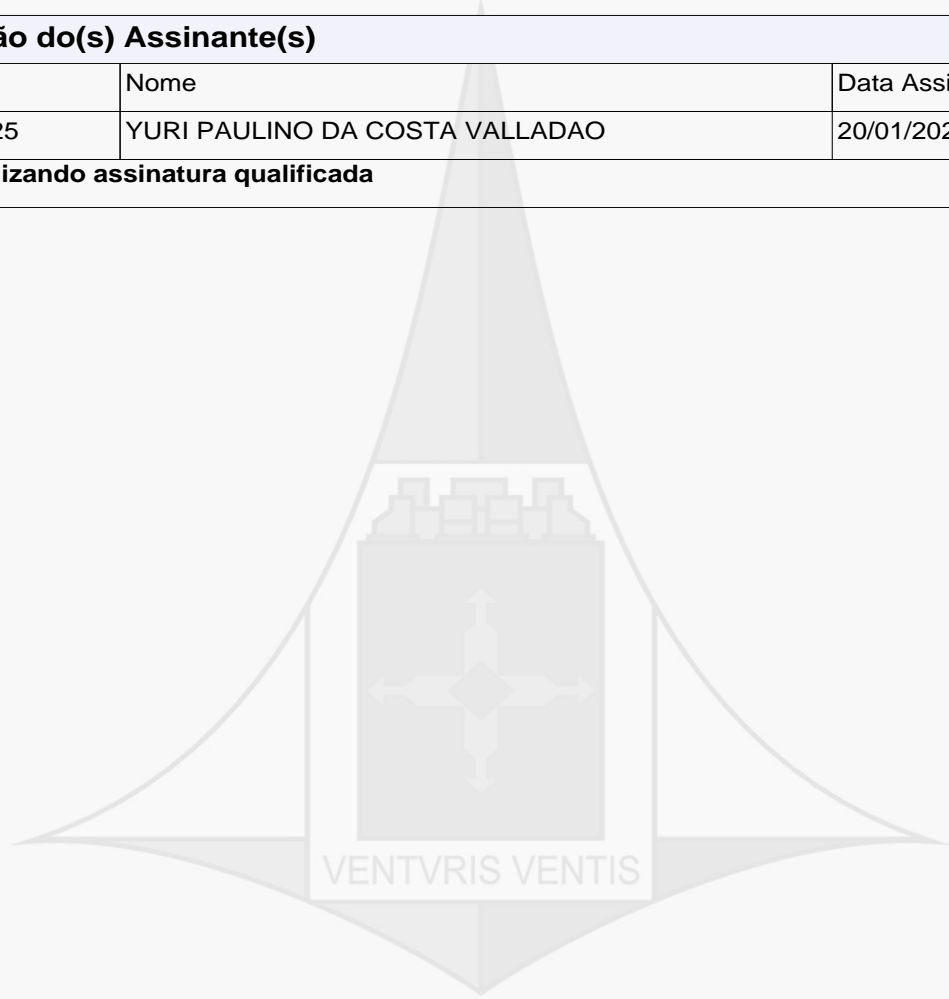 ão do(s) Assinante(s)
Nome Data Assi
25 YURI PAULINO DA COSTA VALLADAO 20/01/202
izando assinatura qualificada
VENTVRIS VENTIS